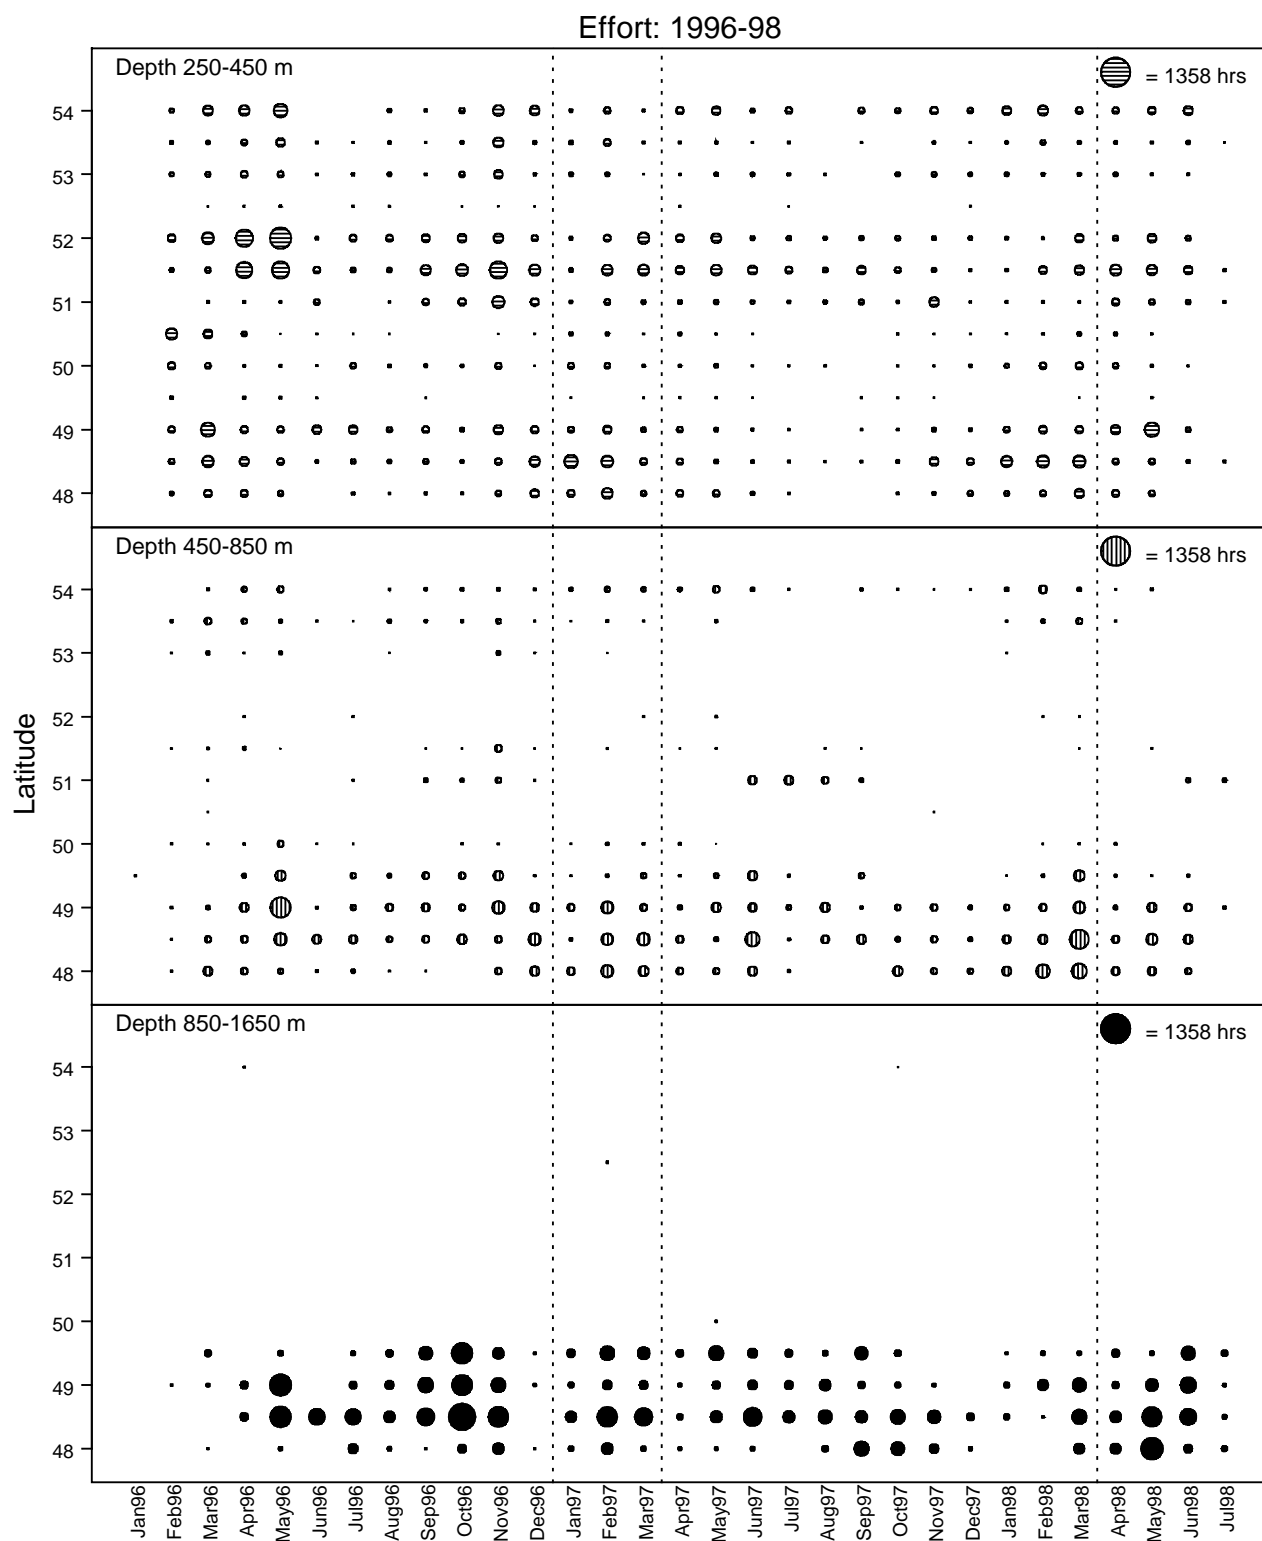 Effort: 1996-98
Depth 250-450 m
= 1358 hrs
54
53
52
51
50
49
48
Depth 450-850 m
= 1358 hrs
54
53
52
51
50
49
48
Latitude
Depth 850-1650 m
= 1358 hrs
54
53
52
51
50
49
48
Jan96
Feb96
Mar96
Apr96
May96
Jun96
Jul96
Aug96
Sep96
Oct96
Nov96
Dec96
Jan97
Feb97
Mar97
Apr97
May97
Jun97
Jul97
Aug97
Sep97
Oct97
Nov97
Dec97
Jan98
Feb98
Mar98
Apr98
May98
Jun98
Jul98